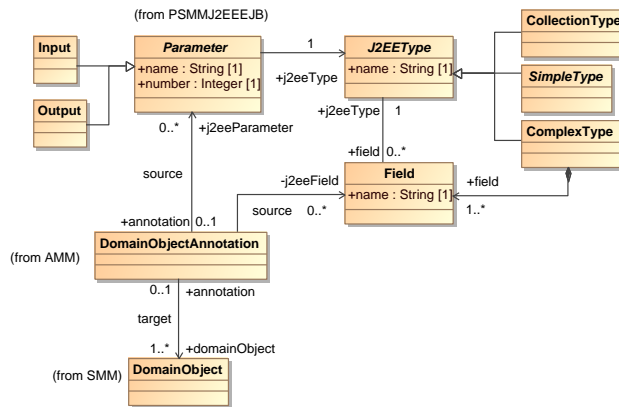 (from PSMMJ2EEEJB)
Input
Output
Parameter
+name : String [1]
+number : Integer [1]
1
+j2eeType
J2EEType
+name : String [1]
CollectionType
SimpleType
ComplexType
+j2eeType 1
0..* +j2eeParameter
+field 0..*
source
-j2eeField
Field
+name : String [1]
+field
1..*
source 0..*
+annotation 0..1
(from AMM)
DomainObjectAnnotation
0..1 +annotation
target
1..* +domainObject
(from SMM)
DomainObject